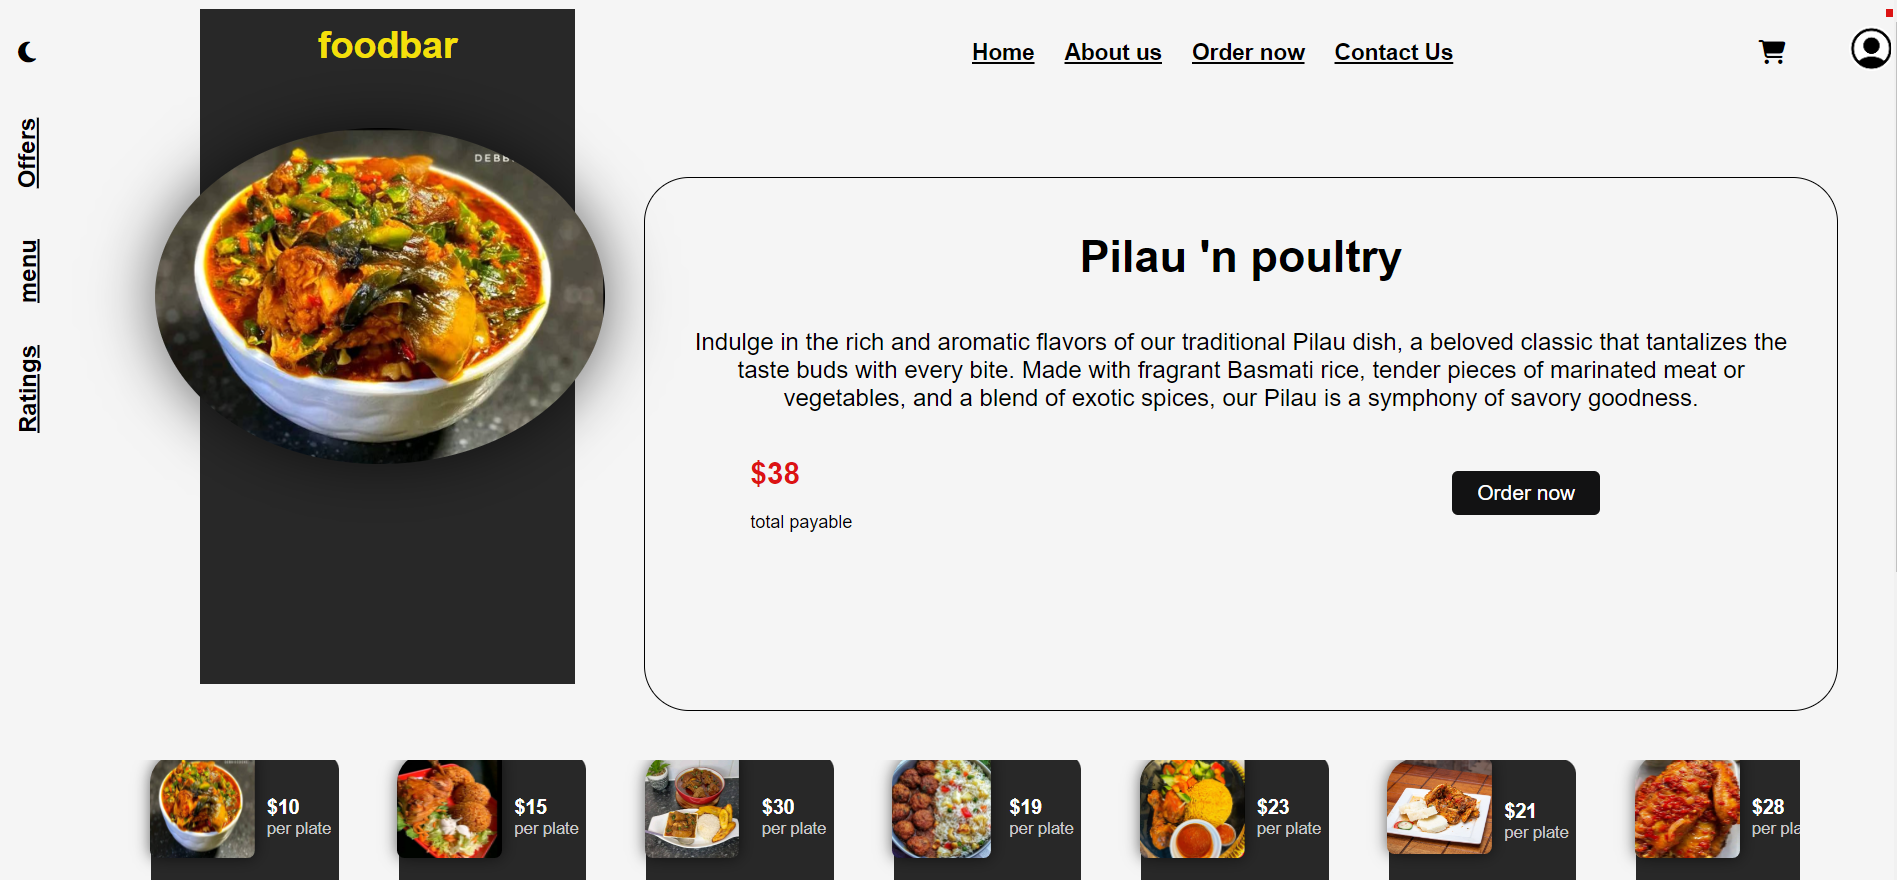 foodbar
Home About us Order now Contact Us
Offers
menu
Ratings
Pilau 'n poultry
Indulge in the rich and aromatic flavors of our traditional Pilau dish, a beloved classic that tantalizes the
taste buds with every bite. Made with fragrant Basmati rice, tender pieces of marinated meat or
vegetables, and a blend of exotic spices, our Pilau is a symphony of savory goodness.
$38
total payable
Order now
$10
per plate
$15
per plate
$30
per plate
$19
per plate
$23
per plate
$21
per plate
$28
per